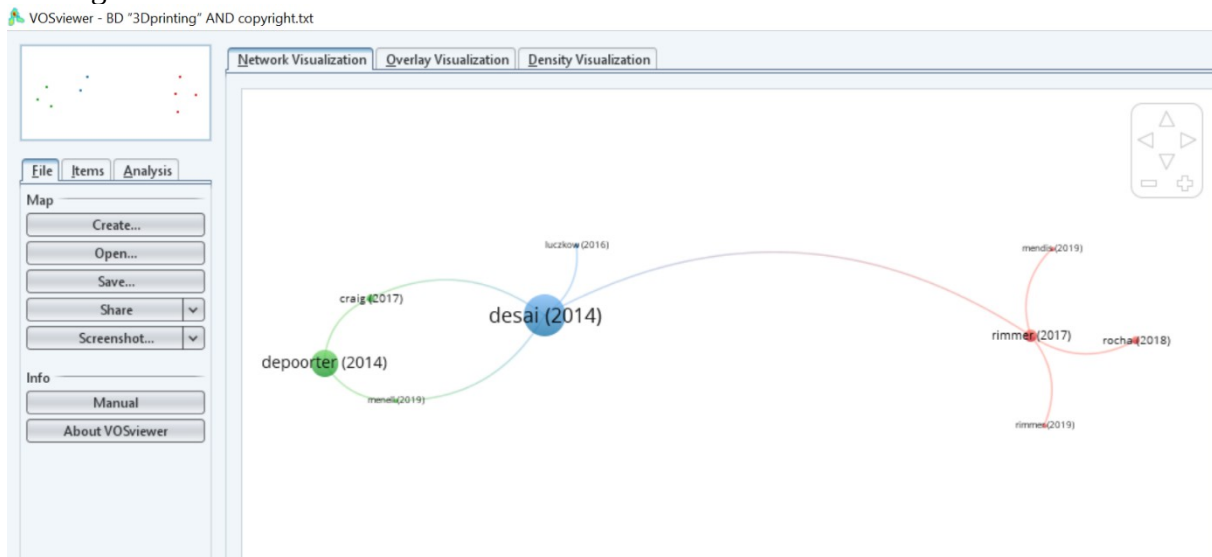 VOSviewer - BD "3Dprinting" AND copyright.txt
Network Visualization Overlay Visualization Density Visualization
File Items Analysis
Map
Create...
Open...
Save...
Share
Screenshot...
Info
Manual
About VOSviewer
luczkow (2016)
mendis (2019)
craig (2017)
desai (2014)
rimmer (2017)
rocha (2018)
depoorter (2014)
menell (2019)
rimmer (2019)